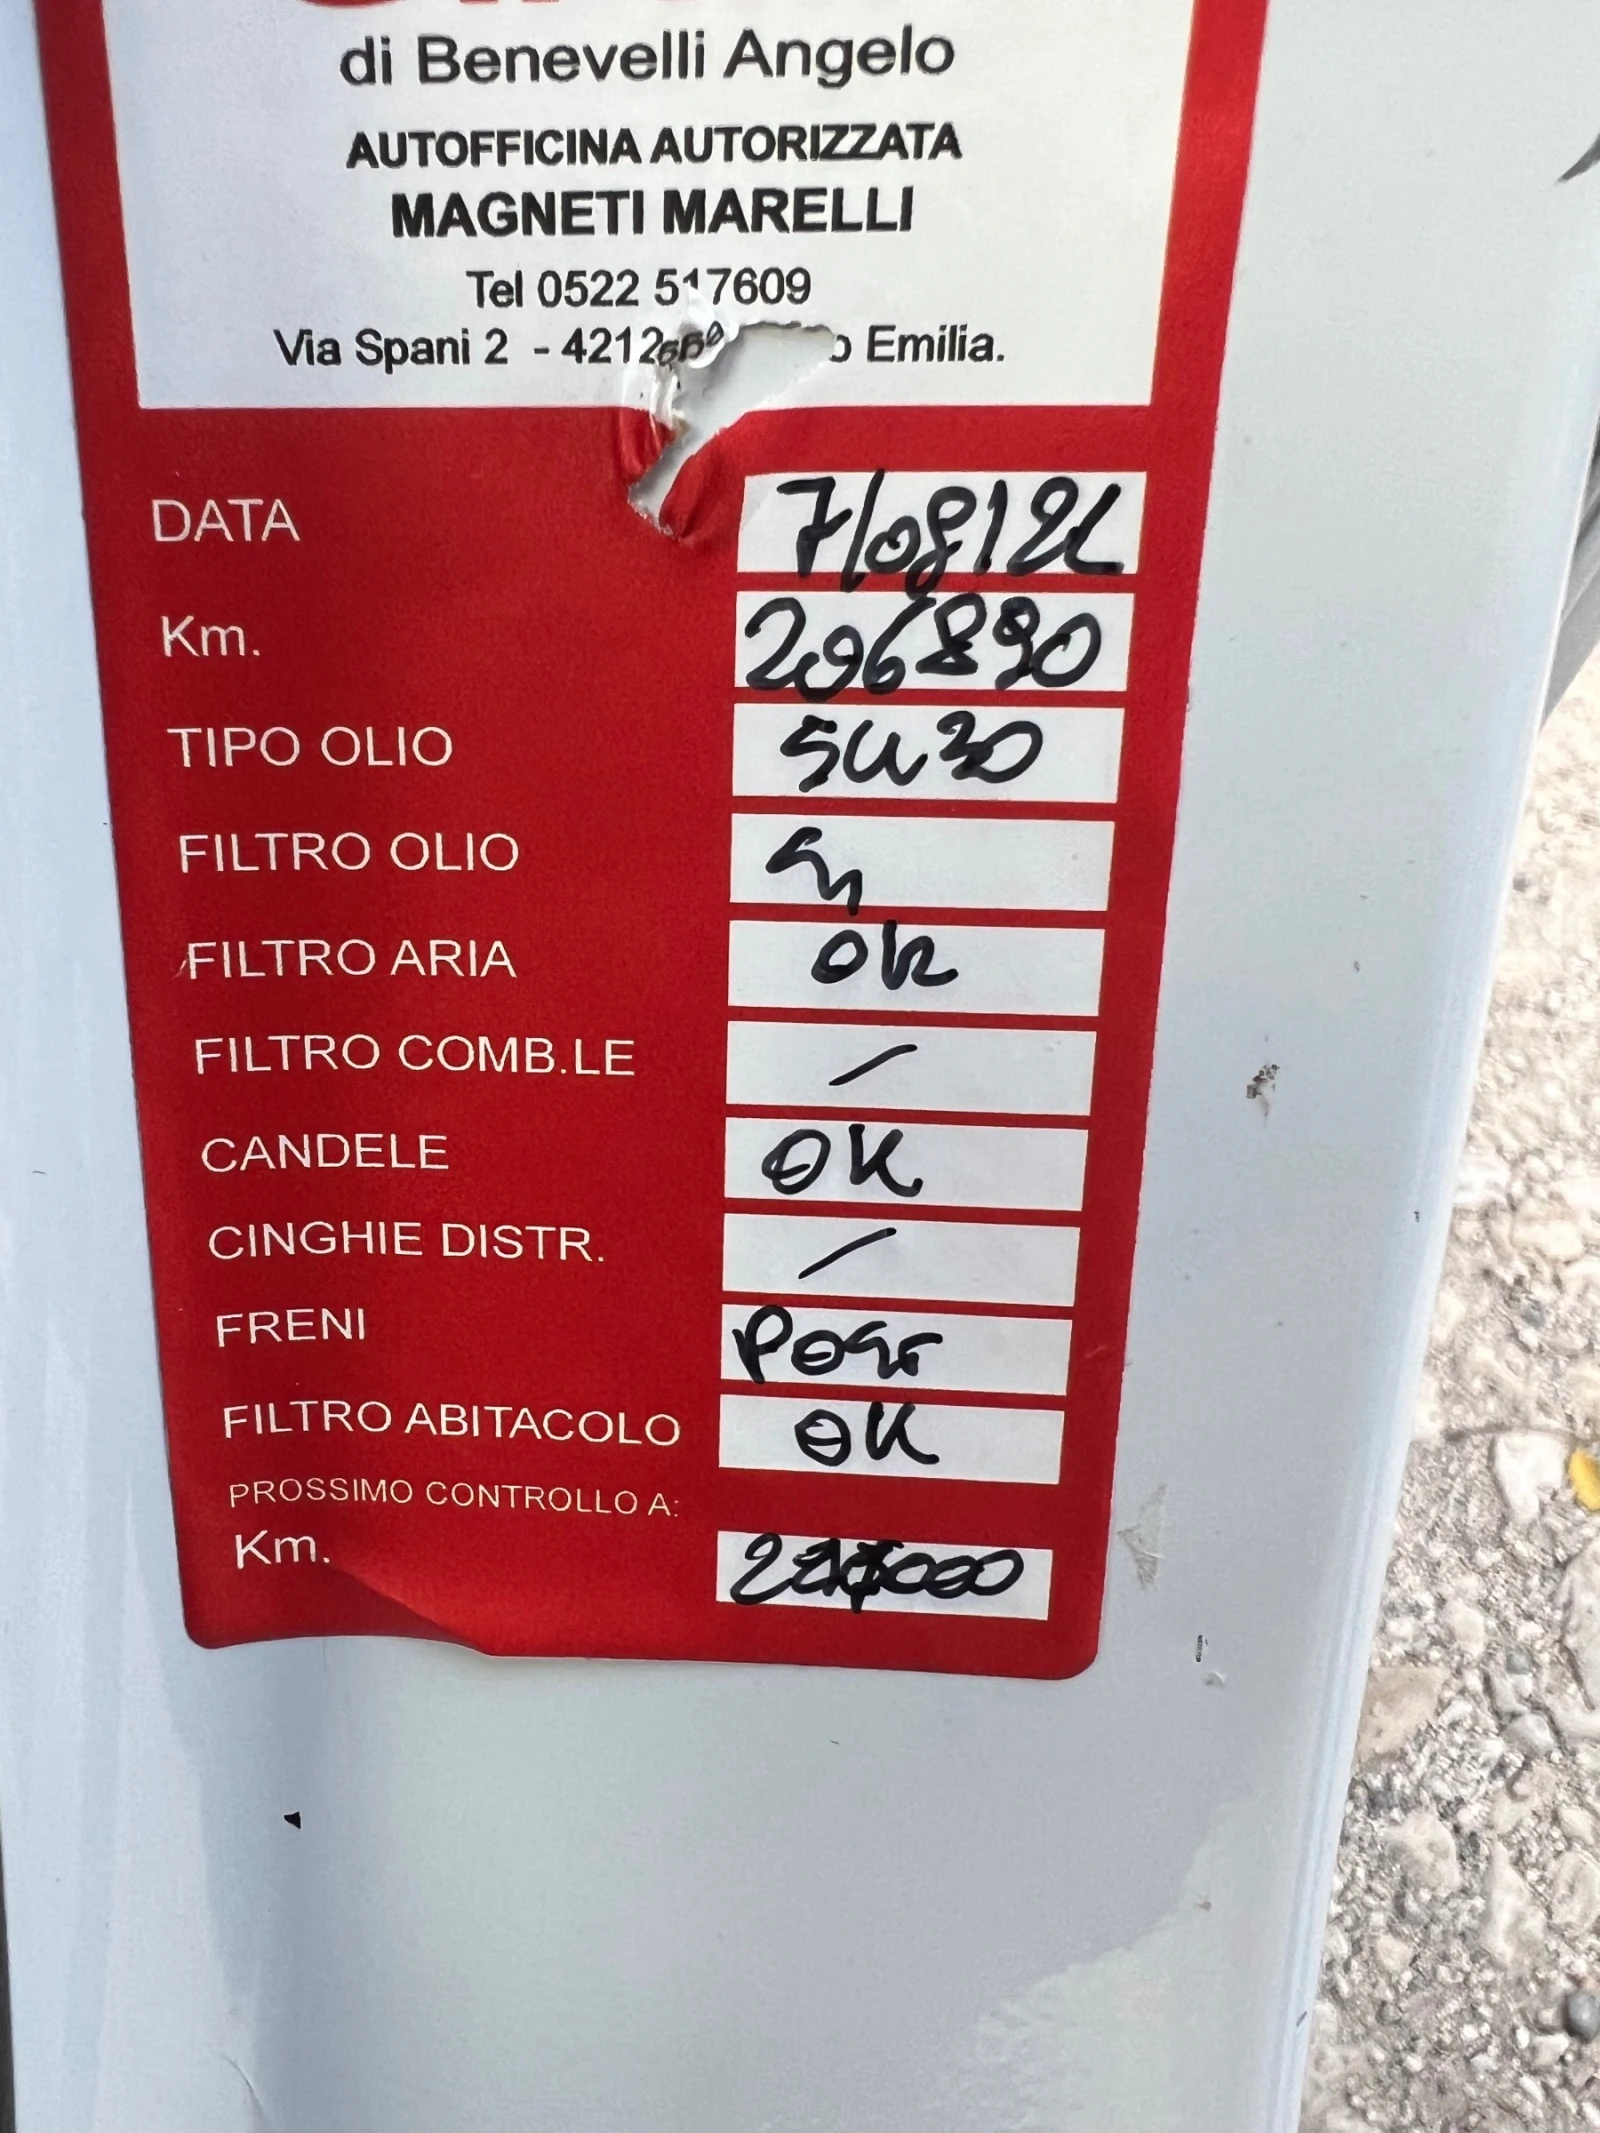 di Benevelli Angelo
AUTOFFICINA AUTORIZZATA
MAGNETI MARELLI
Tel 0522 517609
Via Spani 2 - 4212 o Emilia.
DATA 7/08/
Km. 206890
TIPO OLIO 5W30
FILTRO OLIO
FILTRO ARIA OK
FILTRO COMB.LE /
CANDELE OK
CINGHIE DISTR. /
FRENI
FILTRO ABITACOLO OK
PROSSIMO CONTROLLO A:
Km.